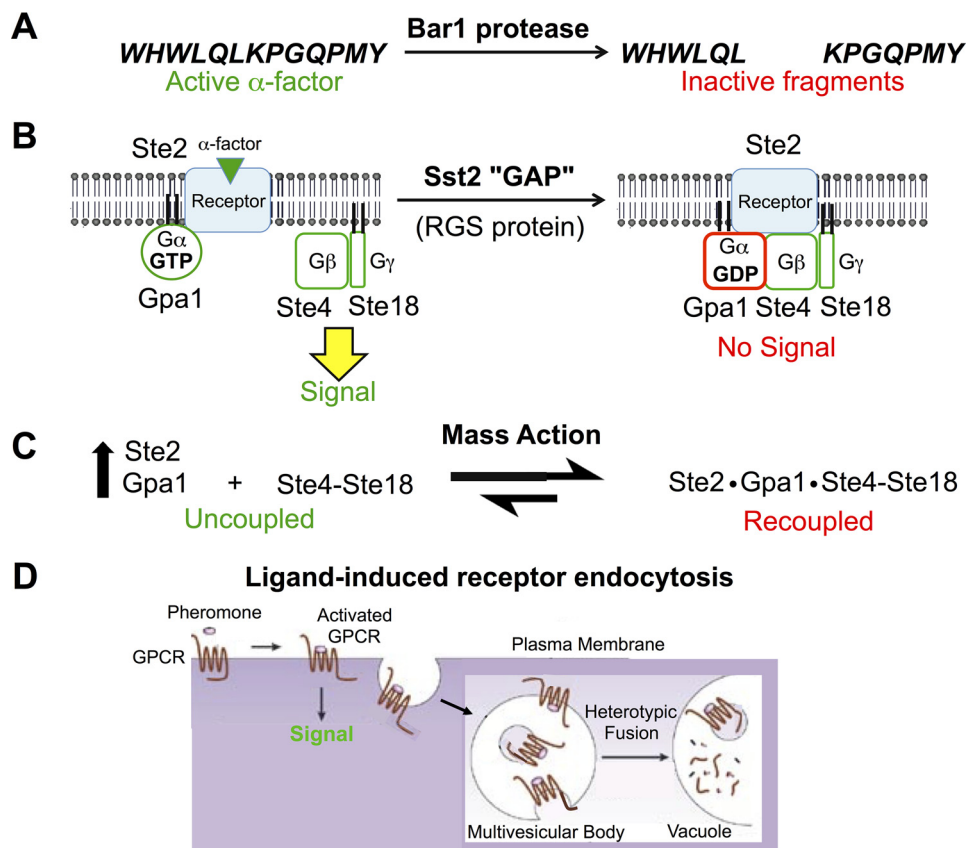 A
Bar1 protease
WHWLQLKPGQPMY
WHWLQL KPGQPMY
Active α-factor
Inactive fragments
B
Ste2
α-factor
Receptor
Gα
GTP
Gpa1
Gβ
Gγ
Ste4 Ste18
Signal
Sst2 "GAP"
(RGS protein)
Ste2
Receptor
Gα
GDP
Gβ
Gγ
Gpa1 Ste4 Ste18
No Signal
C
Ste2
Gpa1 + Ste4-Ste18
Uncoupled
Mass Action
Ste2•Gpa1•Ste4-Ste18
Recoupled
D
Ligand-induced receptor endocytosis
Pheromone
GPCR
Activated
GPCR
Signal
Plasma Membrane
Heterotypic
Fusion
Multivesicular Body
Vacuole